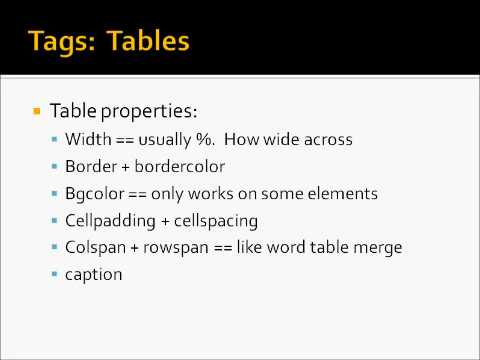 Tags: Tables
Table properties:
Width == usually %. How wide across
Border + bordercolor
Bgcolor == only works on some elements
Cellpadding + cellspacing
Colspan + rowspan == like word table merge
caption